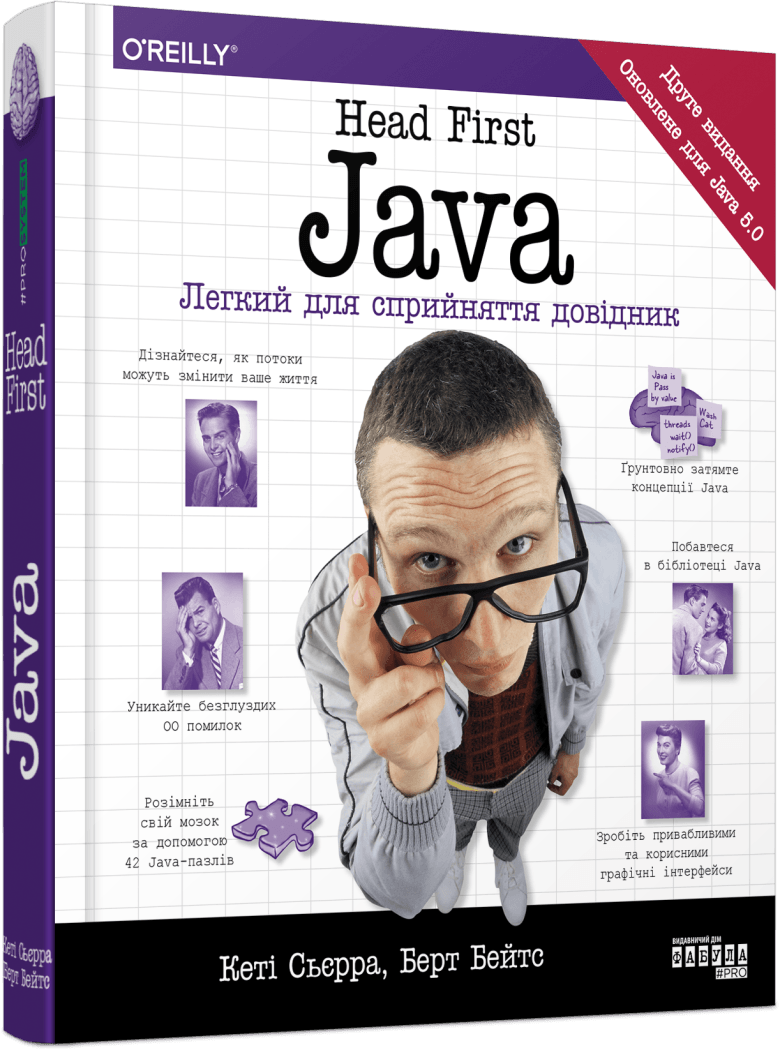 O'REILLY®
Друге видання
Оновлене для Java 5.0
Head First
Java
Легкий для сприйняття довідник
Дізнайтеся, як потоки
можуть змінити ваше життя
Java is
Pass
by value
Wash
Cat
threads
wait()
notify()
Ґрунтовно затямте
концепції Java
Побавтеся
в бібліотеці Java
Уникайте безглуздих
ОО помилок
Розімніть
свій мозок
за допомогою
42 Java-пазлів
Зробіть привабливими
та корисними
графічні інтерфейси
Кеті Сьєрра, Берт Бейтс
ВИДАВНИЧИЙ ДІМ
ФАБУЛА
#PRO
#PROSYSTEM
Head
First
Java
Кеті Сьєрра
Берт Бейтс